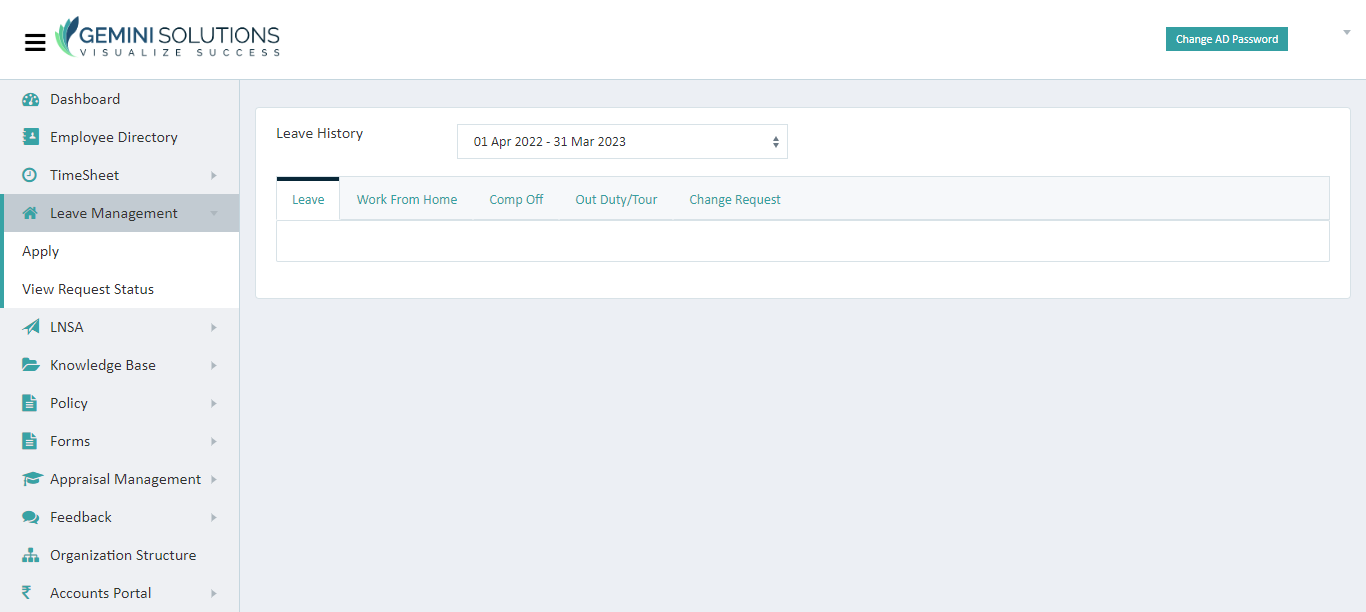 GEMINI SOLUTIONS
VISUALIZE SUCCESS
Change AD Password
Dashboard
Employee Directory
TimeSheet
Leave Management
Apply
View Request Status
LNSA
Knowledge Base
Policy
Forms
Appraisal Management
Feedback
Organization Structure
₹ Accounts Portal
Leave History
01 Apr 2022 - 31 Mar 2023
Leave Work From Home Comp Off Out Duty/Tour Change Request